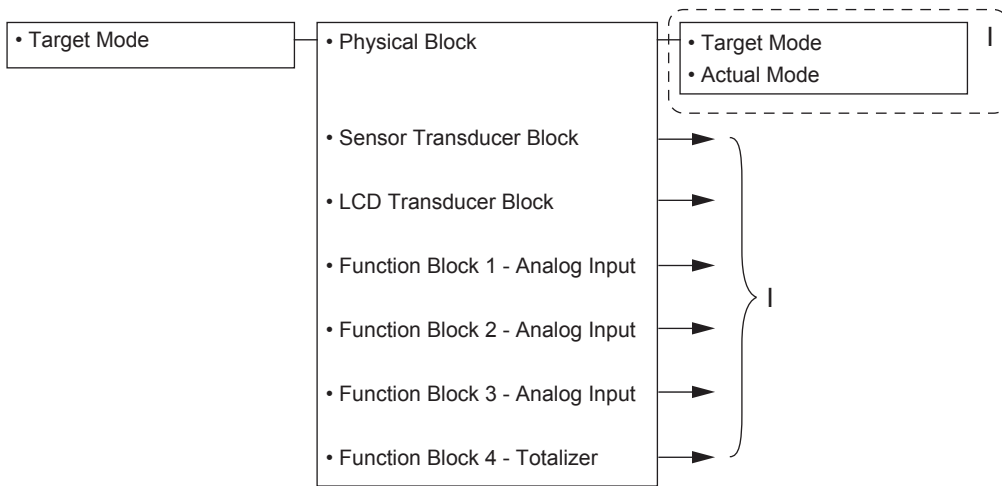 • Target Mode
• Physical Block
• Target Mode
• Actual Mode
I
• Sensor Transducer Block
• LCD Transducer Block
• Function Block 1 - Analog Input
• Function Block 2 - Analog Input
I
• Function Block 3 - Analog Input
• Function Block 4 - Totalizer